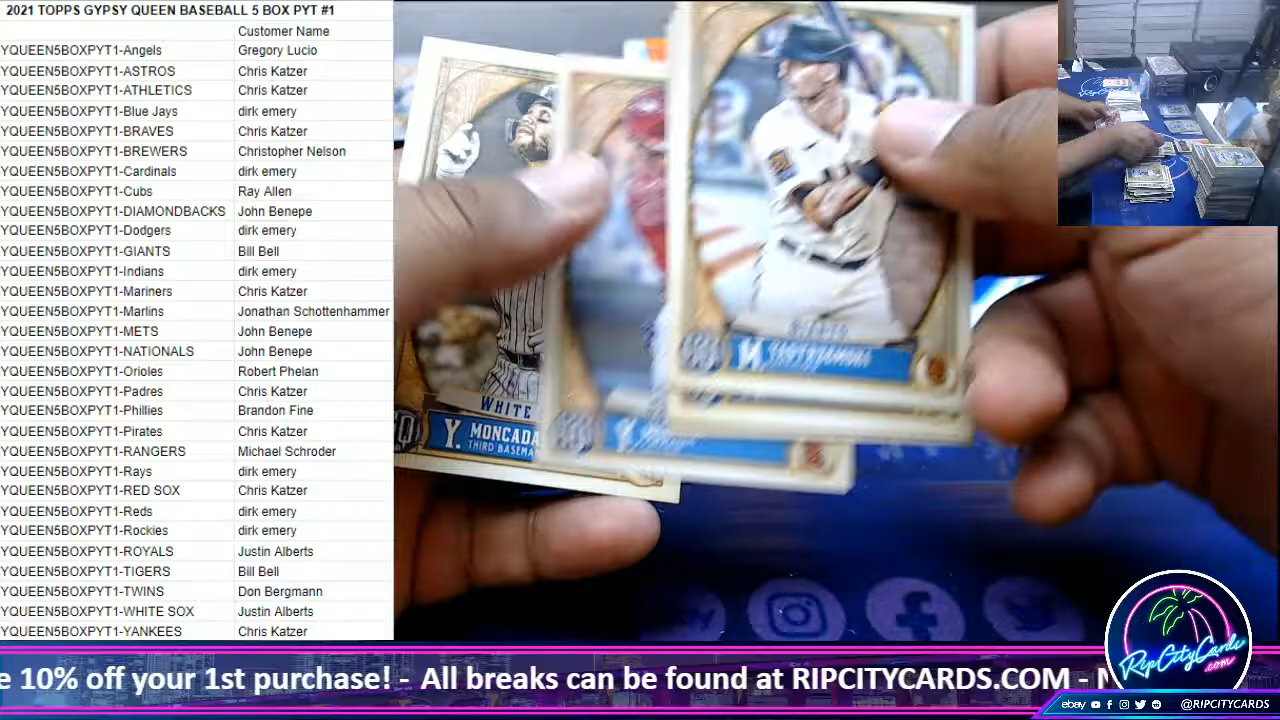 2021 TOPPS GYPSY QUEEN BASEBALL 5 BOX PYT #1
Customer Name
YQUEEN5BOXPYT1-Angels Gregory Lucio
YQUEEN5BOXPYT1-ASTROS Chris Katzer
YQUEEN5BOXPYT1-ATHLETICS Chris Katzer
YQUEEN5BOXPYT1-Blue Jays dirk emery
YQUEEN5BOXPYT1-BRAVES Chris Katzer
YQUEEN5BOXPYT1-BREWERS Christopher Nelson
YQUEEN5BOXPYT1-Cardinals dirk emery
YQUEEN5BOXPYT1-Cubs Ray Allen
YQUEEN5BOXPYT1-DIAMONDBACKS John Benepe
YQUEEN5BOXPYT1-Dodgers dirk emery
YQUEEN5BOXPYT1-GIANTS Bill Bell
YQUEEN5BOXPYT1-Indians dirk emery
YQUEEN5BOXPYT1-Mariners Chris Katzer
YQUEEN5BOXPYT1-Marlins Jonathan Schottenhammer
YQUEEN5BOXPYT1-METS John Benepe
YQUEEN5BOXPYT1-NATIONALS John Benepe
YQUEEN5BOXPYT1-Orioles Robert Phelan
YQUEEN5BOXPYT1-Padres Chris Katzer
YQUEEN5BOXPYT1-Phillies Brandon Fine
YQUEEN5BOXPYT1-Pirates Chris Katzer
YQUEEN5BOXPYT1-RANGERS Michael Schroder
YQUEEN5BOXPYT1-Rays dirk emery
YQUEEN5BOXPYT1-RED SOX Chris Katzer
YQUEEN5BOXPYT1-Reds dirk emery
YQUEEN5BOXPYT1-Rockies dirk emery
YQUEEN5BOXPYT1-ROYALS Justin Alberts
YQUEEN5BOXPYT1-TIGERS Bill Bell
YQUEEN5BOXPYT1-TWINS Don Bergmann
YQUEEN5BOXPYT1-WHITE SOX Justin Alberts
YQUEEN5BOXPYT1-YANKEES Chris Katzer
WHITE
Y. MONCADA
THIRD BASEMA
e 10% off your 1st purchase! - All breaks can be found at RIPCITYCARDS.COM - N
RipCityCards
.com
ebay @RIPCITYCARDS